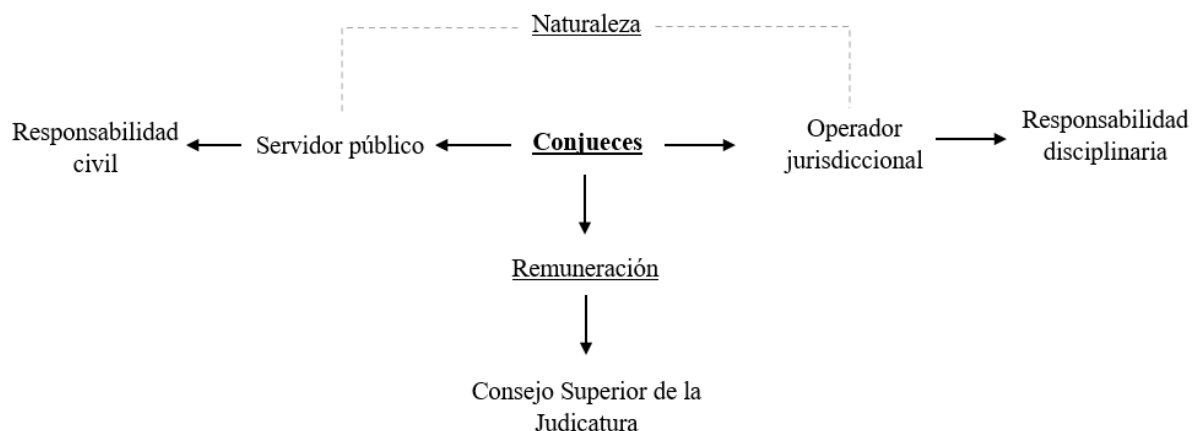 Naturaleza
Responsabilidad
civil
Servidor público
Conjueces
Operador
jurisdiccional
Responsabilidad
disciplinaria
Remuneración
Consejo Superior de la
Judicatura